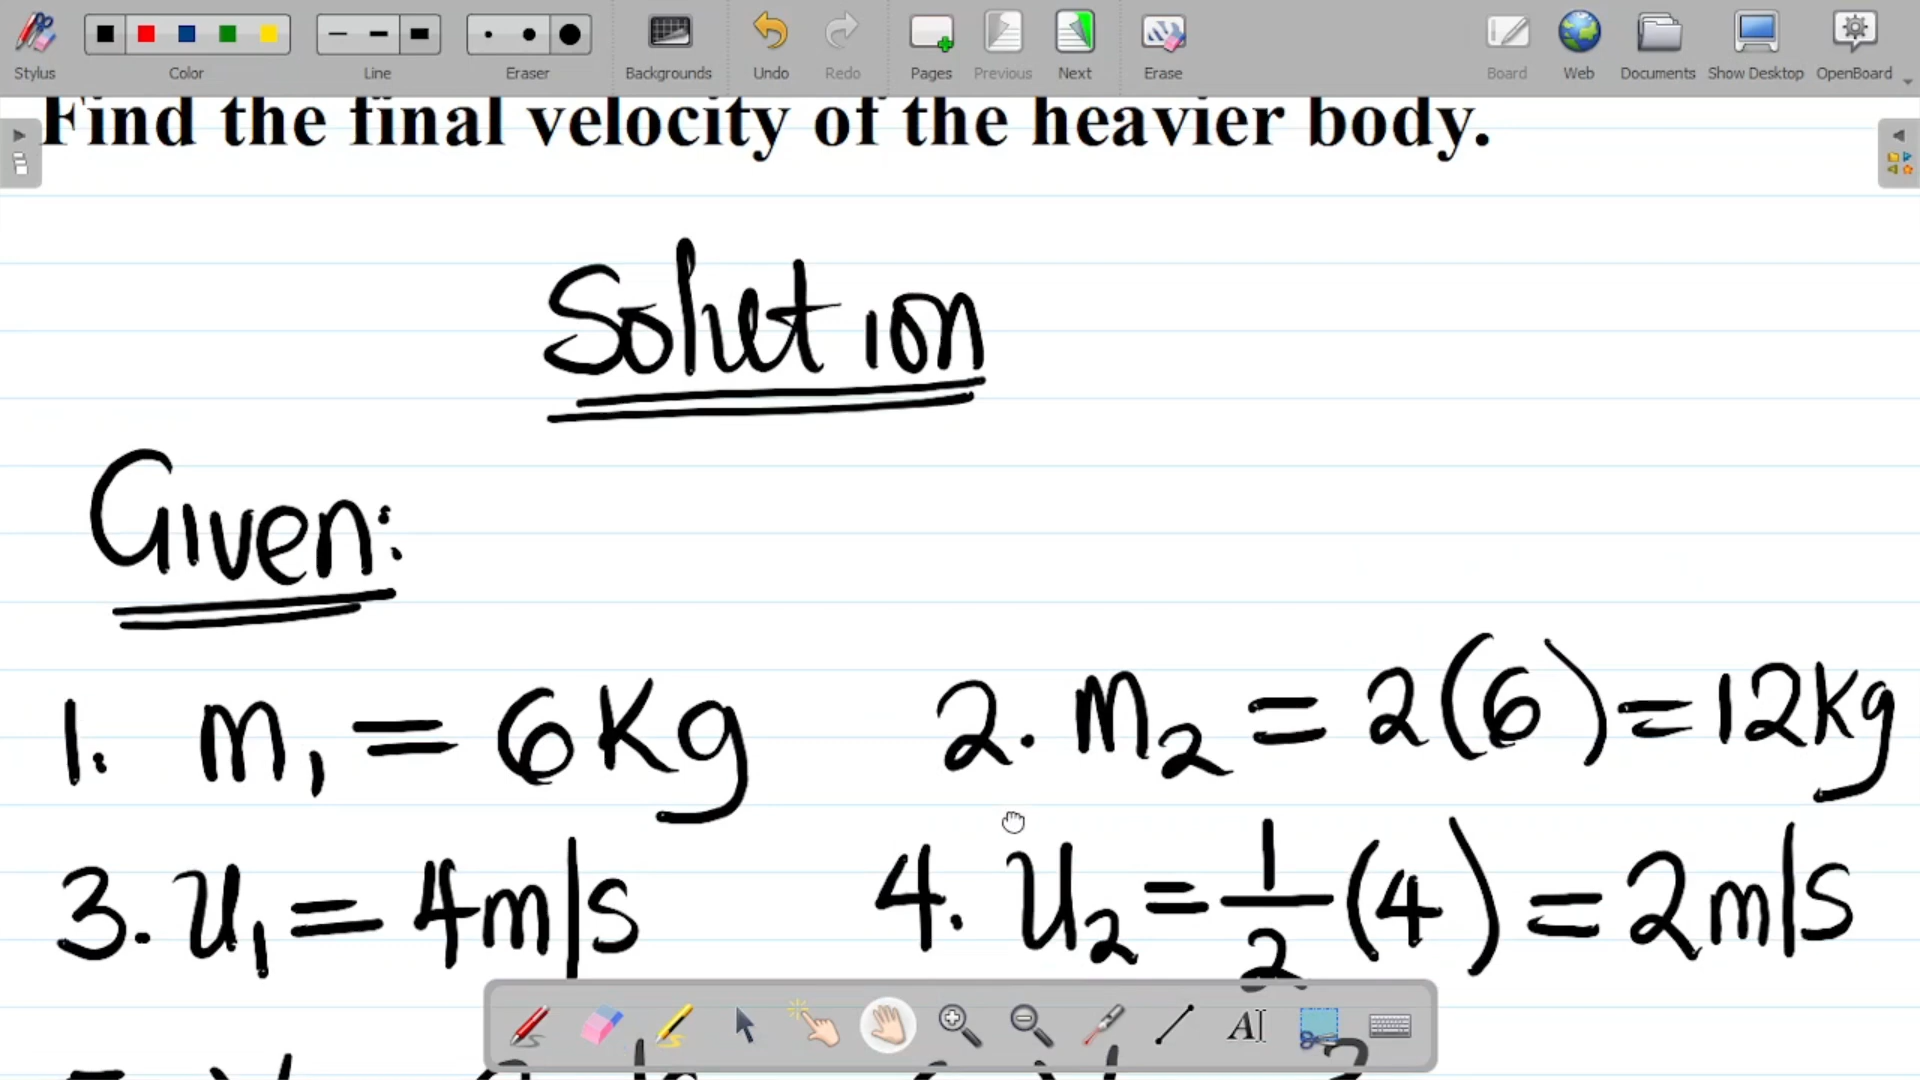 Stylus Color Line Eraser Backgrounds Undo Redo Pages Previous Next Erase Board Web Documents Show Desktop OpenBoard
Find the final velocity of the heavier body.
Solution
Given:
1. m₁ = 6Kg
2. m₂ = 2(6) = 12kg
3. u₁ = 4m/s
4. u₂ = 1/2 (4) = 2m/s